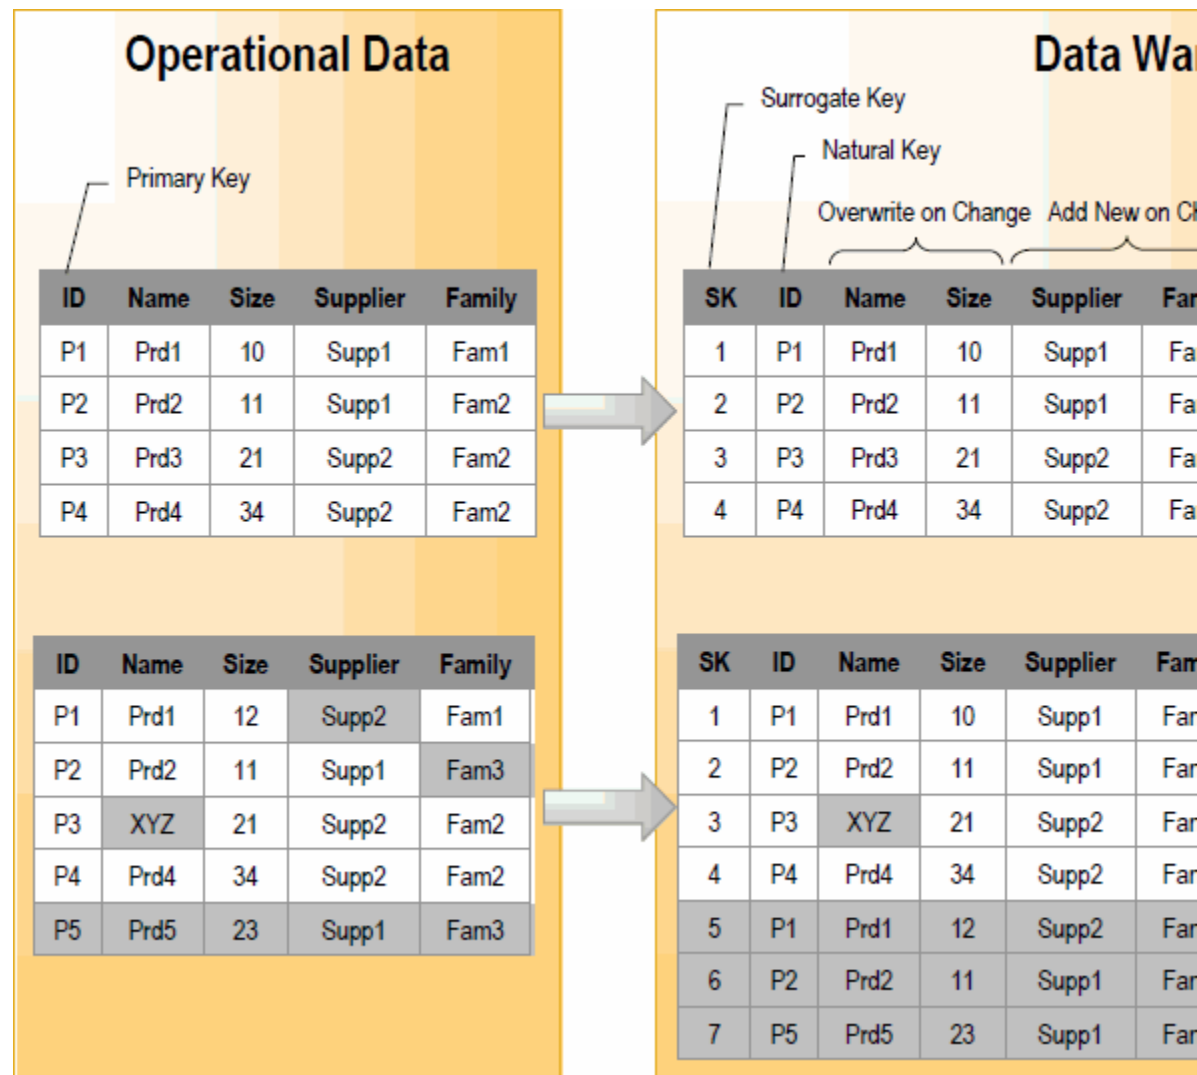 Operational Data
Primary Key
ID Name Size Supplier Family
P1 Prd1 10 Supp1 Fam1
P2 Prd2 11 Supp1 Fam2
P3 Prd3 21 Supp2 Fam2
P4 Prd4 34 Supp2 Fam2
ID Name Size Supplier Family
P1 Prd1 12 Supp2 Fam1
P2 Prd2 11 Supp1 Fam3
P3 XYZ 21 Supp2 Fam2
P4 Prd4 34 Supp2 Fam2
P5 Prd5 23 Supp1 Fam3
Data
Surrogate Key
Natural Key
Overwrite on Change Add New on
SK ID Name Size Supplier
1 P1 Prd1 10 Supp1
2 P2 Prd2 11 Supp1
3 P3 Prd3 21 Supp2
4 P4 Prd4 34 Supp2
SK ID Name Size Supplier
1 P1 Prd1 10 Supp1
2 P2 Prd2 11 Supp1
3 P3 XYZ 21 Supp2
4 P4 Prd4 34 Supp2
5 P1 Prd1 12 Supp2
6 P2 Prd2 11 Supp1
7 P5 Prd5 23 Supp1